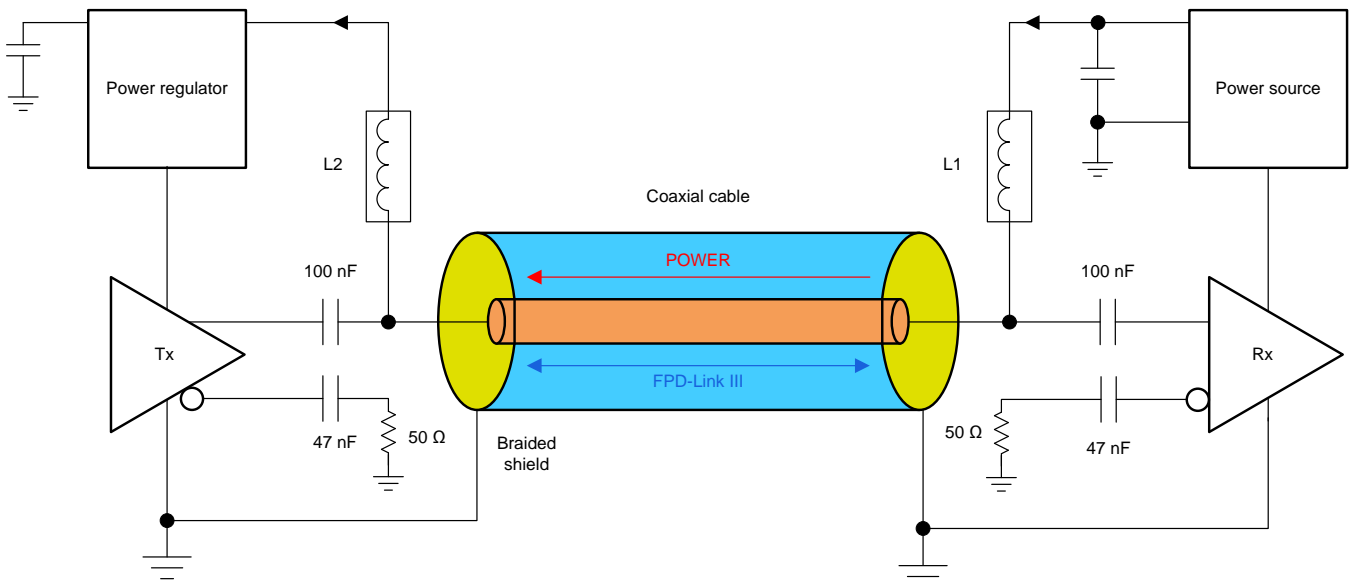 Power regulator
Power source
L2
L1
Coaxial cable
POWER
100 nF
100 nF
Tx
Rx
FPD-Link III
50 Ω
50 Ω
47 nF
47 nF
Braided
shield